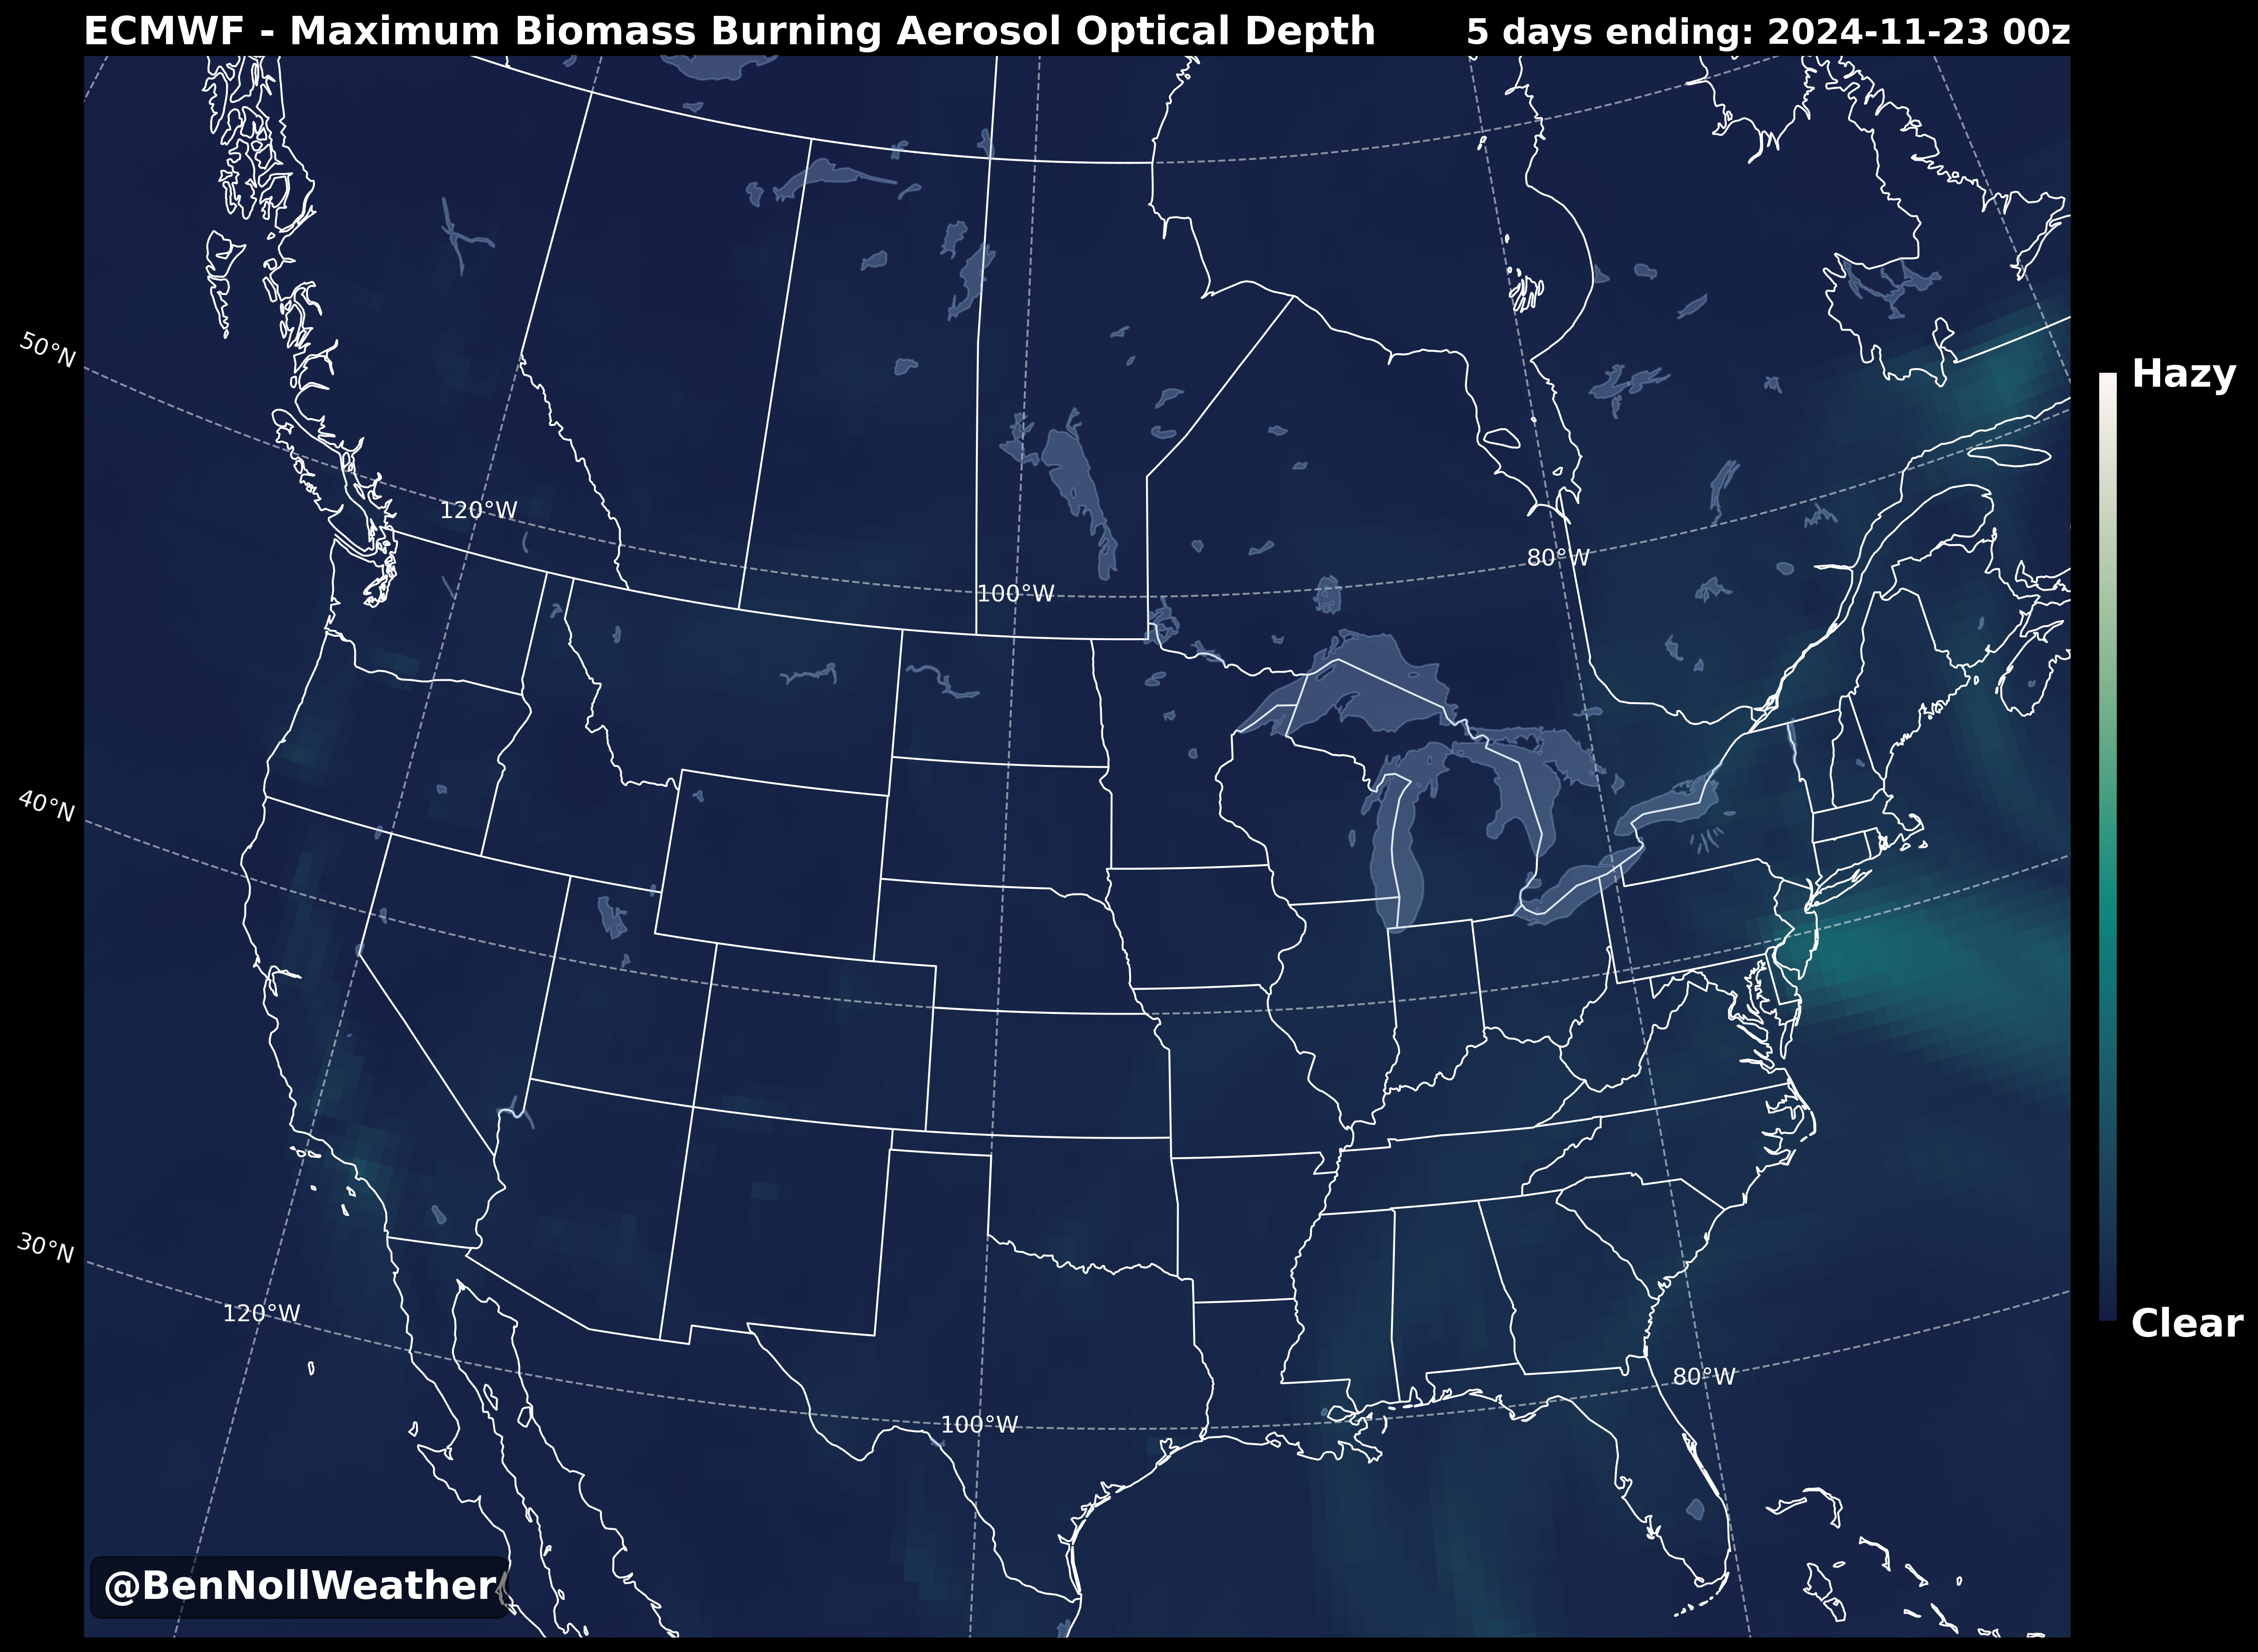 ECMWF - Maximum Biomass Burning Aerosol Optical Depth 5 days ending: 2024-11-23 00z
50°N
Hazy
120°W
80°W
100°W
40°N
30°N
120°W
Clear
80°W
100°W
@BenNollWeather